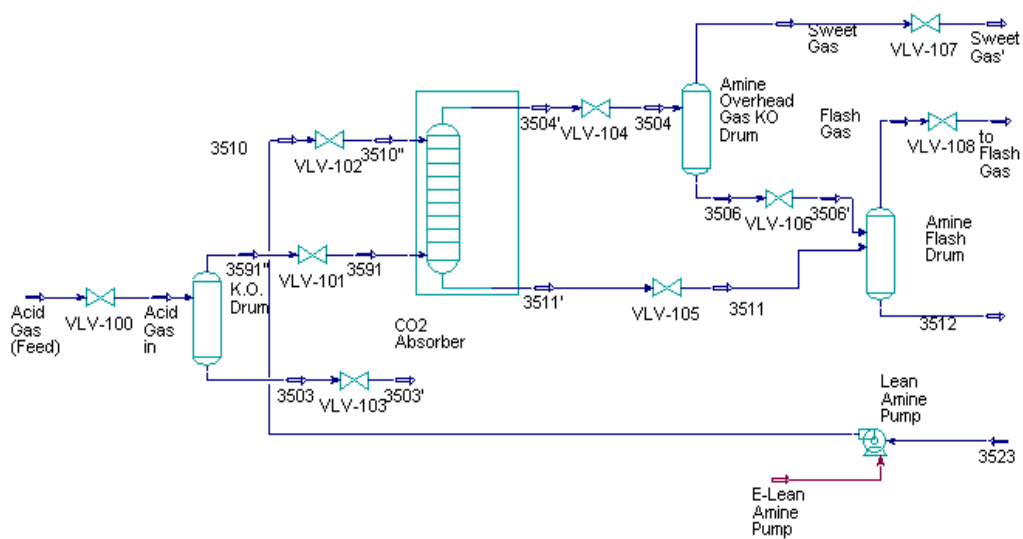 Sweet
Gas
VLV-107
Sweet
Gas'
Amine
Overhead
Gas KO
Drum
Flash
Gas
3504'
VLV-104
3504
VLV-108
to
Flash
Gas
3510
VLV-102
3510"
3506
VLV-106
3506'
Amine
Flash
Drum
3591"
VLV-101
3591
K.O.
Drum
Acid
Gas
(Feed)
VLV-100
Acid
Gas
in
3511'
VLV-105
3511
3512
CO2
Absorber
3503
VLV-103
3503'
Lean
Amine
Pump
3523
E-Lean
Amine
Pump